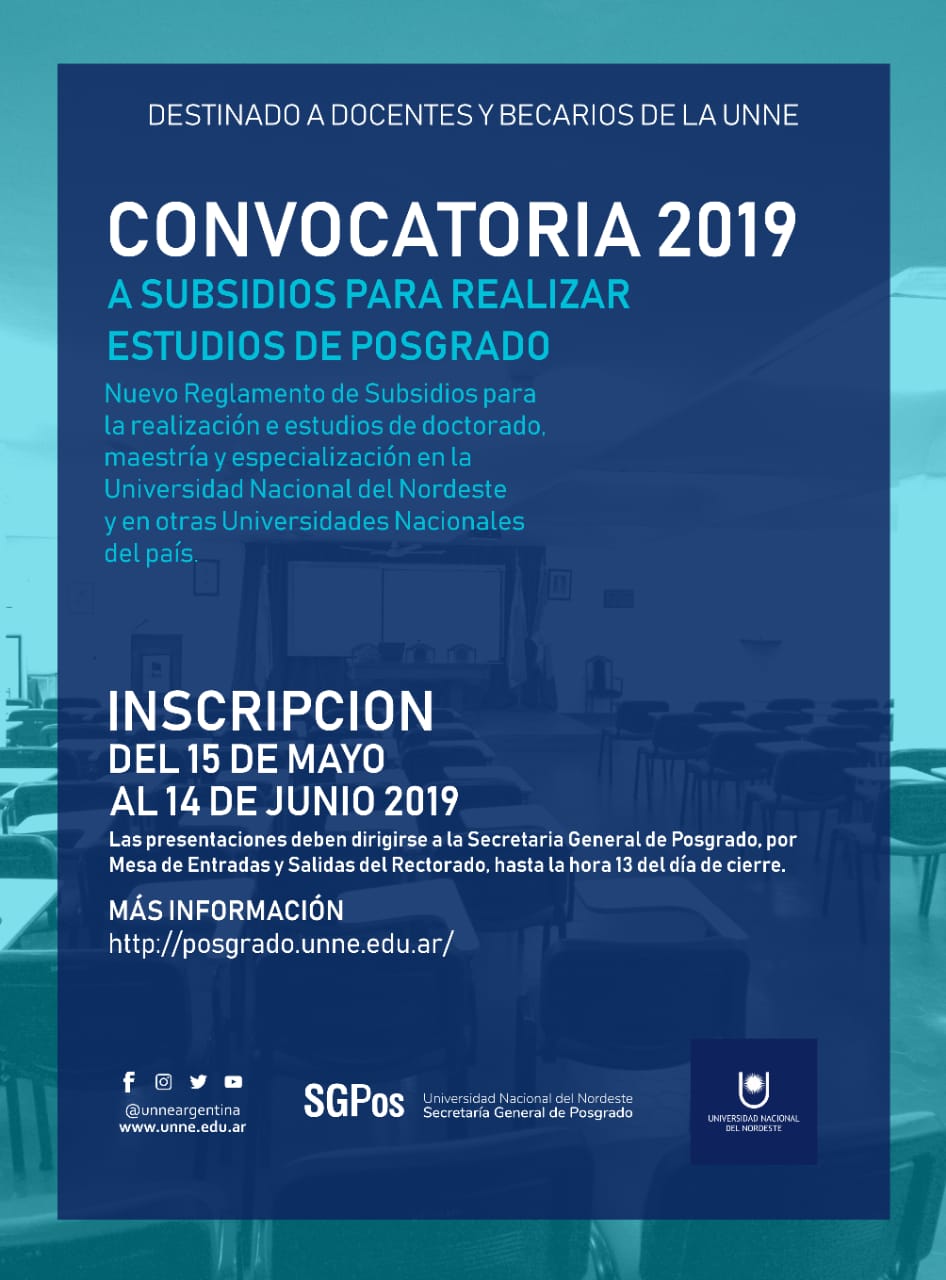 DESTINADO A DOCENTES Y BECARIOS DE LA UNNE
CONVOCATORIA 2019
A SUBSIDIOS PARA REALIZAR
ESTUDIOS DE POSGRADO
Nuevo Reglamento de Subsidios para
la realización e estudios de doctorado,
maestría y especialización en la
Universidad Nacional del Nordeste
y en otras Universidades Nacionales
del país.
INSCRIPCION
DEL 15 DE MAYO
AL 14 DE JUNIO 2019
Las presentaciones deben dirigirse a la Secretaria General de Posgrado, por
Mesa de Entradas y Salidas del Rectorado, hasta la hora 13 del día de cierre.
MÁS INFORMACIÓN
http://posgrado.unne.edu.ar/
@unneargentina
www.unne.edu.ar
SGPos
Universidad Nacional del Nordeste
Secretaría General de Posgrado
UNIVERSIDAD NACIONAL
DEL NORDESTE